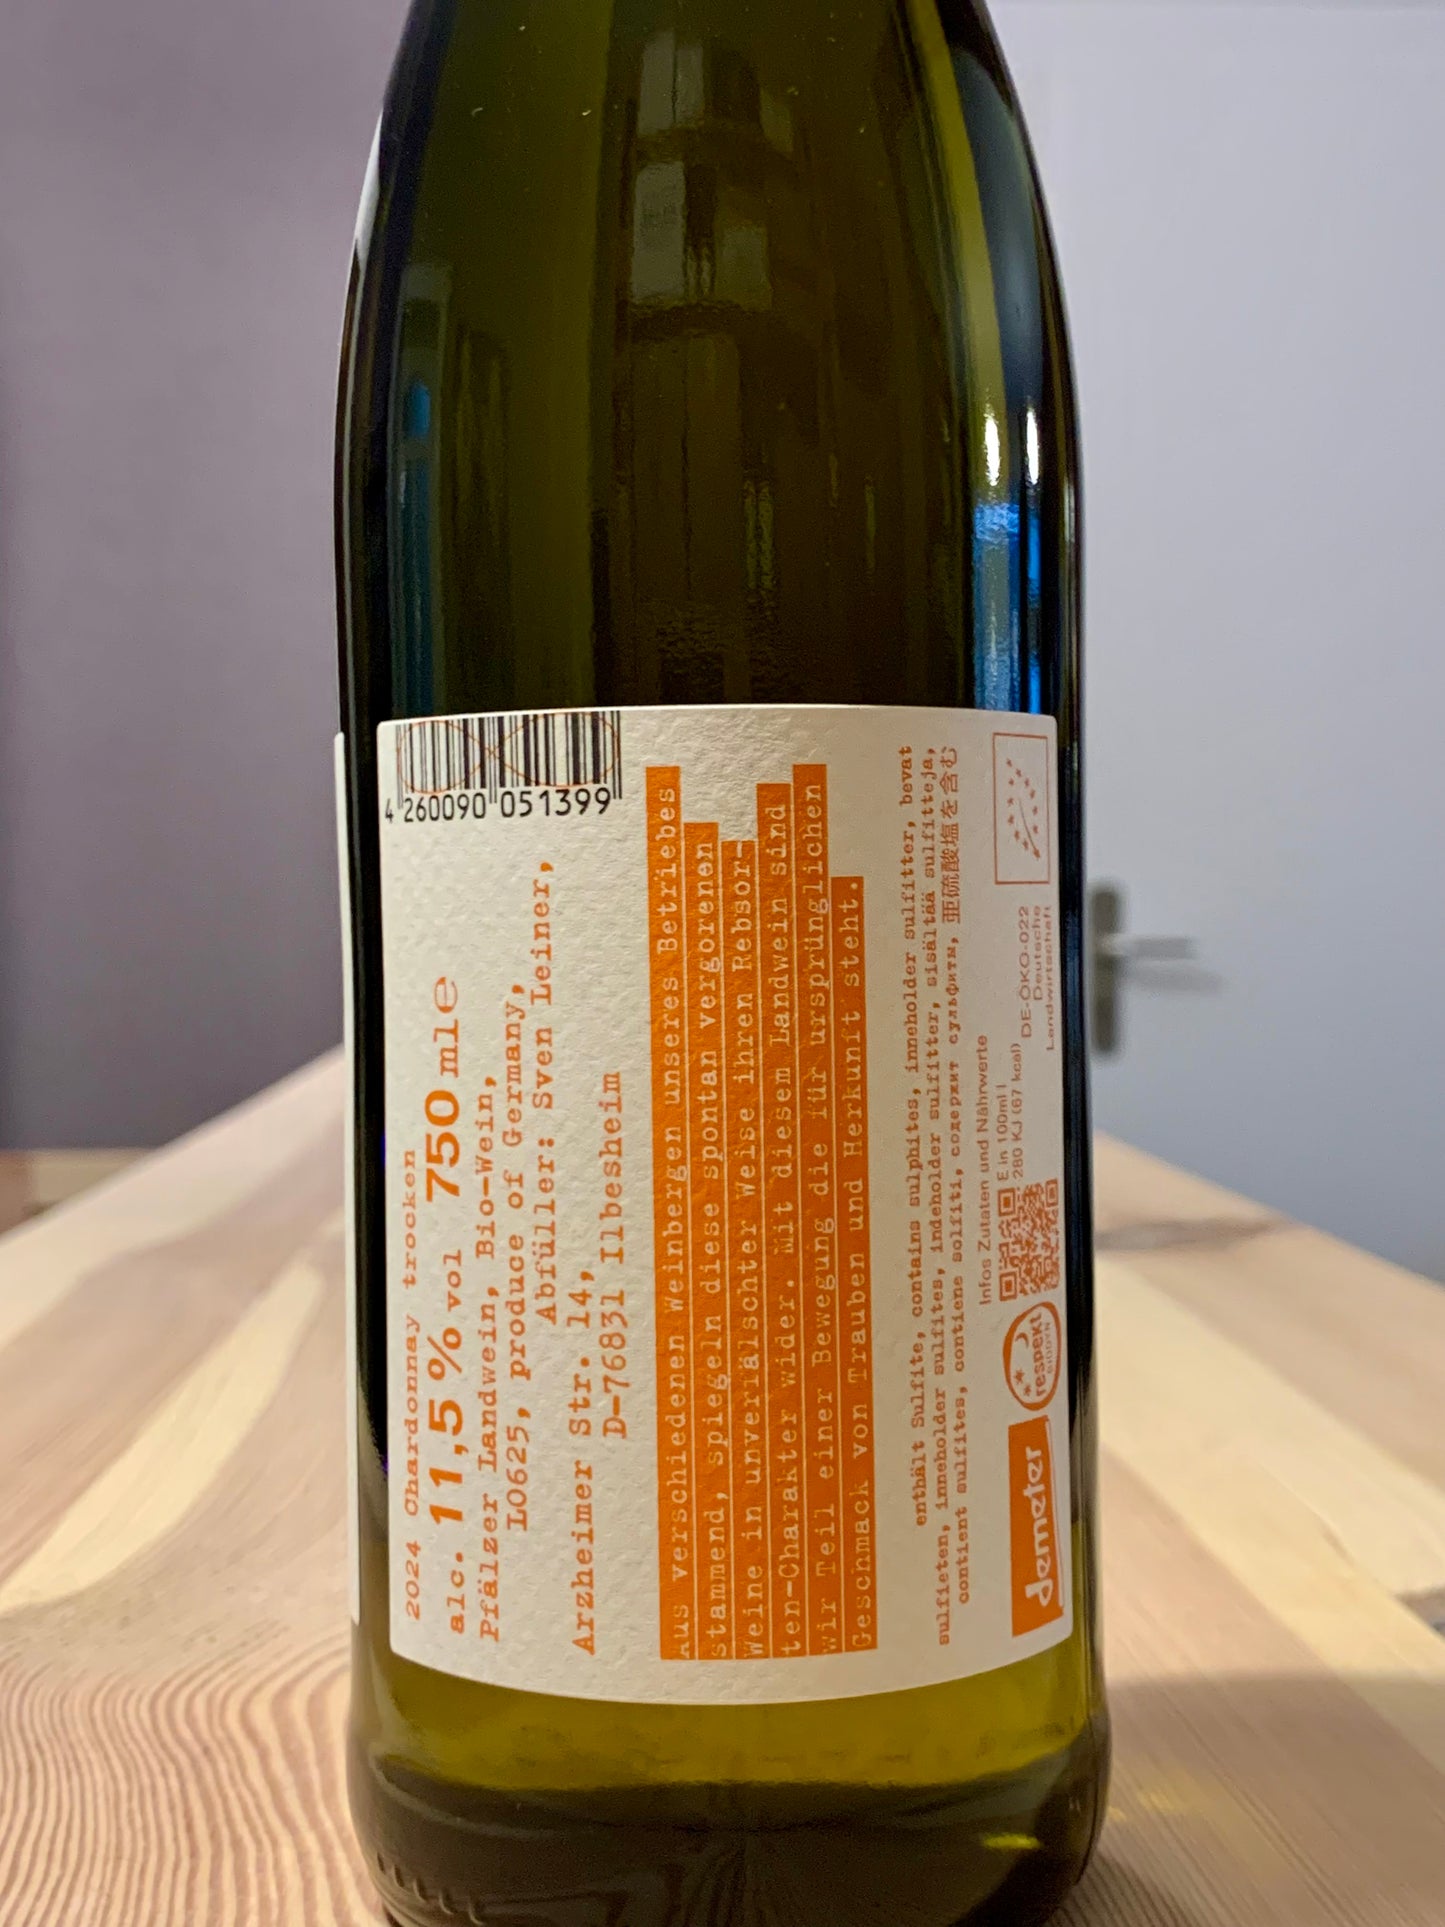 4 260090 051399
2024 Chardonnay trocken
alc. 11,5 % vol 750 ml e
Pfälzer Landwein, Bio-Wein,
L0625, produce of Germany,
Abfüller: Sven Leiner,
Arzheimer Str. 14,
D-76831 Ilbesheim
Aus verschiedenen Weinbergen unseres Betriebes
stammend, spiegeln diese spontan vergorenen
Weine in unverfälschter Weise ihren Rebsor-
ten-Charakter wider. Mit diesem Landwein sind
wir Teil einer Bewegung die für ursprünglichen
Geschmack von Trauben und Herkunft steht.
enthält Sulfite, contains sulphites, inneholder sulfitter, bevat
sulfieten, inneholder sulfites, indeholder sulfitter, sisältää sulfitteja,
contient sulfites, contiene solfiti, содержит сульфиты, 亜硫酸塩を含む
Infos Zutaten und Nährwerte
E in 100ml
280 KJ (67 kcal)
DE-ÖKO-022
Deutsche
Landwirtschaft
demeter
respekt
BIODYN